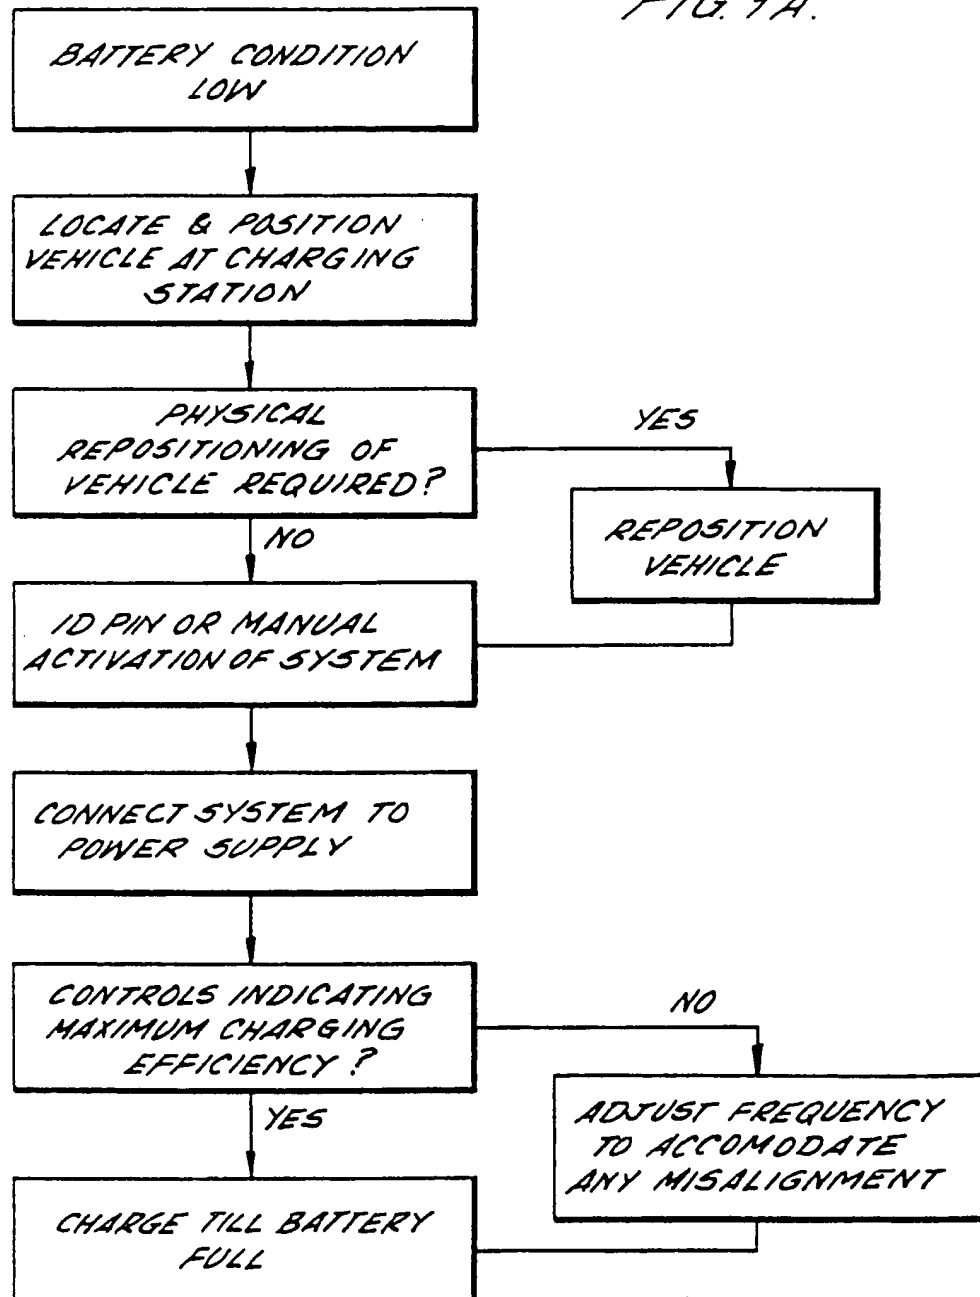 FIG. 9A.
BATTERY CONDITION
LOW
LOCATE & POSITION
VEHICLE AT CHARGING
STATION
PHYSICAL
REPOSITIONING OF
VEHICLE REQUIRED?
YES
REPOSITION
VEHICLE
NO
ID PIN OR MANUAL
ACTIVATION OF SYSTEM
CONNECT SYSTEM TO
POWER SUPPLY
CONTROLS INDICATING
MAXIMUM CHARGING
EFFICIENCY?
NO
ADJUST FREQUENCY
TO ACCOMODATE
ANY MISALIGNMENT
YES
CHARGE TILL BATTERY
FULL